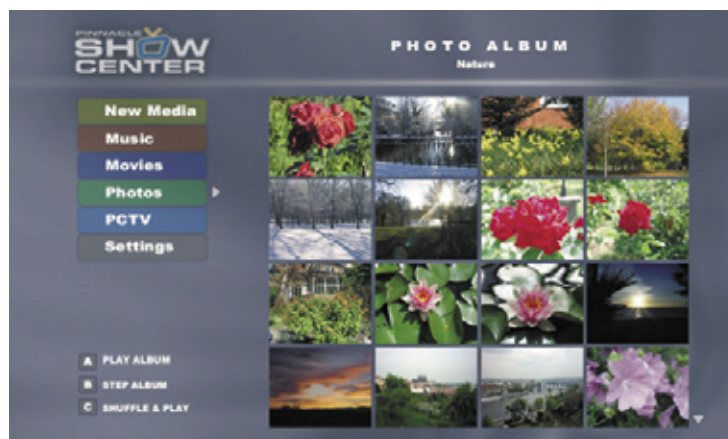 PINNACLE
SHOW
CENTER
PHOTO ALBUM
Nature
New Media
Music
Movies
Photos
PCTV
Settings
A PLAY ALBUM
B STEP ALBUM
C SHUFFLE & PLAY